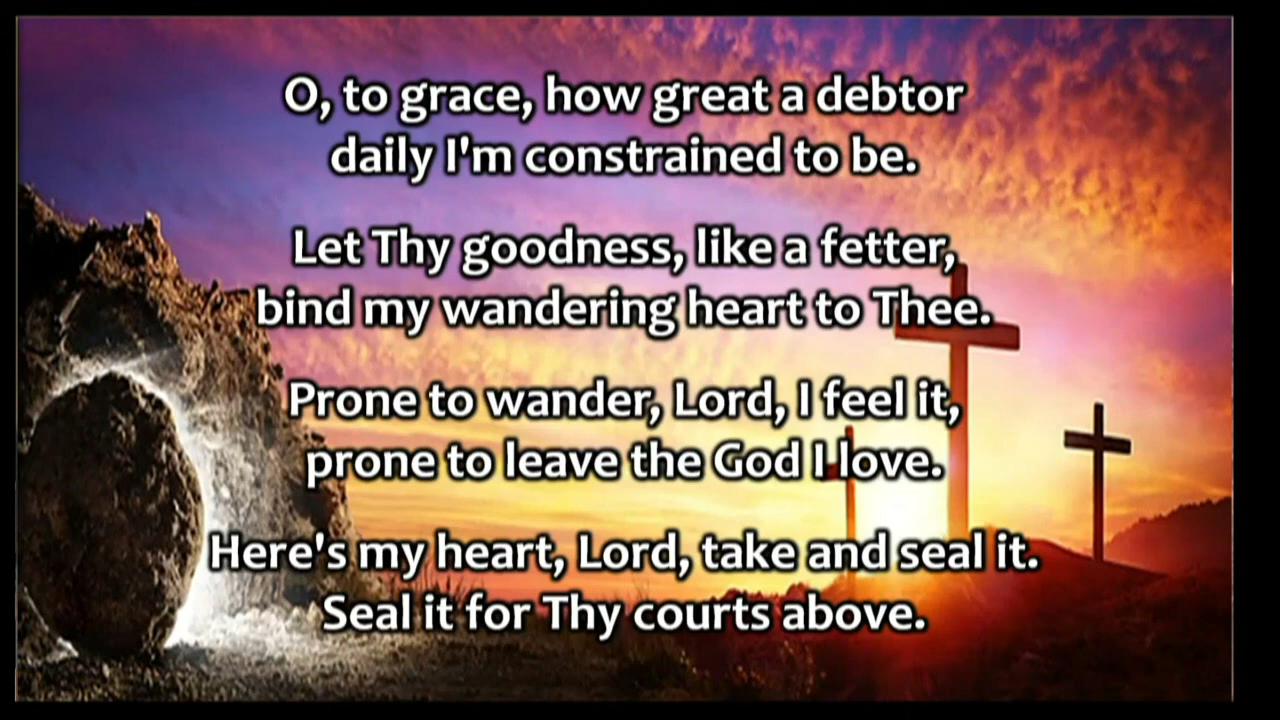 O, to grace, how great a debtor
daily I'm constrained to be.
Let Thy goodness, like a fetter,
bind my wandering heart to Thee.
Prone to wander, Lord, I feel it,
prone to leave the God I love.
Here's my heart, Lord, take and seal it.
Seal it for Thy courts above.